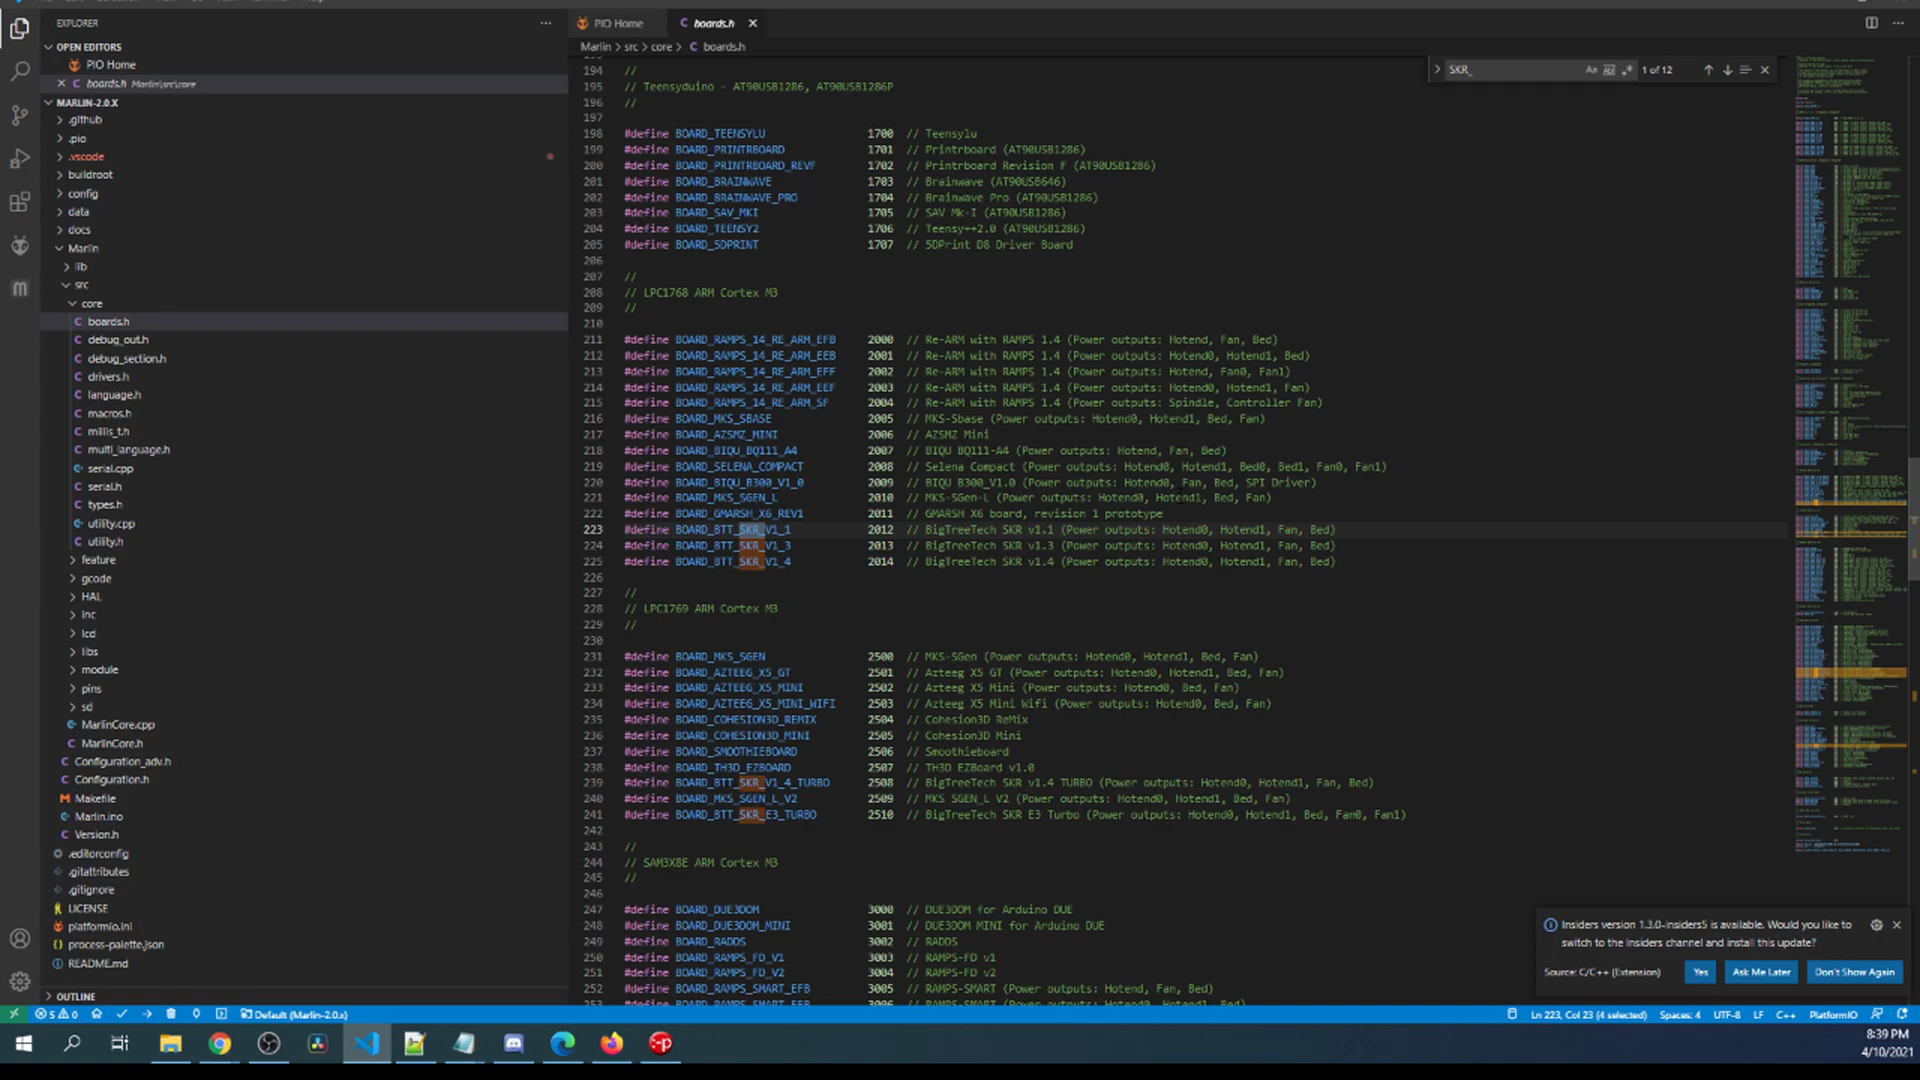 EXPLORER
OPEN EDITORS
PIO Home
boards.h Marlin\src\core
MARLIN-2.0.X
.github
.pio
.vscode
buildroot
config
data
docs
Marlin
lib
src
core
boards.h
debug_out.h
debug_section.h
drivers.h
language.h
macros.h
millis_t.h
multi_language.h
serial.cpp
serial.h
types.h
utility.cpp
utility.h
feature
gcode
HAL
inc
lcd
libs
module
pins
sd
MarlinCore.cpp
MarlinCore.h
Configuration_adv.h
Configuration.h
Makefile
Marlin.ino
Version.h
.editorconfig
.gitattributes
.gitignore
LICENSE
platformio.ini
process-palette.json
README.md
OUTLINE
PIO Home
boards.h
Marlin > src > core > C boards.h
SKR_
1 of 12
194 //
195 // Teensyduino - AT90USB1286, AT90USB1286P
196 //
197
198 #define BOARD_TEENSYLU 1700 // Teensylu
199 #define BOARD_PRINTRBOARD 1701 // Printrboard (AT90USB1286)
200 #define BOARD_PRINTRBOARD_REVF 1702 // Printrboard Revision F (AT90USB1286)
201 #define BOARD_BRAINWAVE 1703 // Brainwave (AT90USB646)
202 #define BOARD_BRAINWAVE_PRO 1704 // Brainwave Pro (AT90USB1286)
203 #define BOARD_SAV_MKI 1705 // SAV Mk-I (AT90USB1286)
204 #define BOARD_TEENSY2 1706 // Teensy++2.0 (AT90USB1286)
205 #define BOARD_5DPRINT 1707 // 5DPrint D8 Driver Board
206
207 //
208 // LPC1768 ARM Cortex M3
209 //
210
211 #define BOARD_RAMPS_14_RE_ARM_EFB 2000 // Re-ARM with RAMPS 1.4 (Power outputs: Hotend, Fan, Bed)
212 #define BOARD_RAMPS_14_RE_ARM_EEB 2001 // Re-ARM with RAMPS 1.4 (Power outputs: Hotend0, Hotend1, Bed)
213 #define BOARD_RAMPS_14_RE_ARM_EFF 2002 // Re-ARM with RAMPS 1.4 (Power outputs: Hotend, Fan0, Fan1)
214 #define BOARD_RAMPS_14_RE_ARM_EEF 2003 // Re-ARM with RAMPS 1.4 (Power outputs: Hotend0, Hotend1, Fan)
215 #define BOARD_RAMPS_14_RE_ARM_SF 2004 // Re-ARM with RAMPS 1.4 (Power outputs: Spindle, Controller Fan)
216 #define BOARD_MKS_SBASE 2005 // MKS-Sbase (Power outputs: Hotend0, Hotend1, Bed, Fan)
217 #define BOARD_AZSMZ_MINI 2006 // AZSMZ Mini
218 #define BOARD_BIQU_BQ111_A4 2007 // BIQU BQ111-A4 (Power outputs: Hotend, Fan, Bed)
219 #define BOARD_SELENA_COMPACT 2008 // Selena Compact (Power outputs: Hotend0, Hotend1, Bed0, Bed1, Fan0, Fan1)
220 #define BOARD_BIQU_B300_V1_0 2009 // BIQU B300_V1.0 (Power outputs: Hotend0, Fan, Bed, SPI Driver)
221 #define BOARD_MKS_SGEN_L 2010 // MKS-SGen-L (Power outputs: Hotend0, Hotend1, Bed, Fan)
222 #define BOARD_GMARSH_X6_REV1 2011 // GMARSH X6 board, revision 1 prototype
223 #define BOARD_BTT_SKR_V1_1 2012 // BigTreeTech SKR v1.1 (Power outputs: Hotend0, Hotend1, Fan, Bed)
224 #define BOARD_BTT_SKR_V1_3 2013 // BigTreeTech SKR v1.3 (Power outputs: Hotend0, Hotend1, Fan, Bed)
225 #define BOARD_BTT_SKR_V1_4 2014 // BigTreeTech SKR v1.4 (Power outputs: Hotend0, Hotend1, Fan, Bed)
226
227 //
228 // LPC1769 ARM Cortex M3
229 //
230
231 #define BOARD_MKS_SGEN 2500 // MKS-SGen (Power outputs: Hotend0, Hotend1, Bed, Fan)
232 #define BOARD_AZTEEG_X5_GT 2501 // Azteeg X5 GT (Power outputs: Hotend0, Hotend1, Bed, Fan)
233 #define BOARD_AZTEEG_X5_MINI 2502 // Azteeg X5 Mini (Power outputs: Hotend0, Bed, Fan)
234 #define BOARD_AZTEEG_X5_MINI_WIFI 2503 // Azteeg X5 Mini Wifi (Power outputs: Hotend0, Bed, Fan)
235 #define BOARD_COHESION3D_REMIX 2504 // Cohesion3D ReMix
236 #define BOARD_COHESION3D_MINI 2505 // Cohesion3D Mini
237 #define BOARD_SMOOTHIEBOARD 2506 // Smoothieboard
238 #define BOARD_TH3D_EZBOARD 2507 // TH3D EZBoard v1.0
239 #define BOARD_BTT_SKR_V1_4_TURBO 2508 // BigTreeTech SKR v1.4 TURBO (Power outputs: Hotend0, Hotend1, Fan, Bed)
240 #define BOARD_MKS_SGEN_L_V2 2509 // MKS SGEN_L V2 (Power outputs: Hotend0, Hotend1, Bed, Fan)
241 #define BOARD_BTT_SKR_E3_TURBO 2510 // BigTreeTech SKR E3 Turbo (Power outputs: Hotend0, Hotend1, Bed, Fan0, Fan1)
242
243 //
244 // SAM3X8E ARM Cortex M3
245 //
246
247 #define BOARD_DUE3DOM 3000 // DUE3DOM for Arduino DUE
248 #define BOARD_DUE3DOM_MINI 3001 // DUE3DOM MINI for Arduino DUE
249 #define BOARD_RADDS 3002 // RADDS
250 #define BOARD_RAMPS_FD_V1 3003 // RAMPS-FD v1
251 #define BOARD_RAMPS_FD_V2 3004 // RAMPS-FD v2
252 #define BOARD_RAMPS_SMART_EFB 3005 // RAMPS-SMART (Power outputs: Hotend, Fan, Bed)
253 #define BOARD_RAMPS_SMART_EEB 3006 // RAMPS-SMART (Power outputs: Hotend0, Hotend1, Bed)
Insiders version 1.3.0-insiders5 is available. Would you like to
switch to the Insiders channel and install this update?
Source: C/C++ (Extension)
Yes
Ask Me Later
Don't Show Again
5 0
Default (Marlin-2.0.x)
Ln 223, Col 23 (4 selected)
Spaces: 4
UTF-8
LF
C++
PlatformIO
8:39 PM
4/10/2021